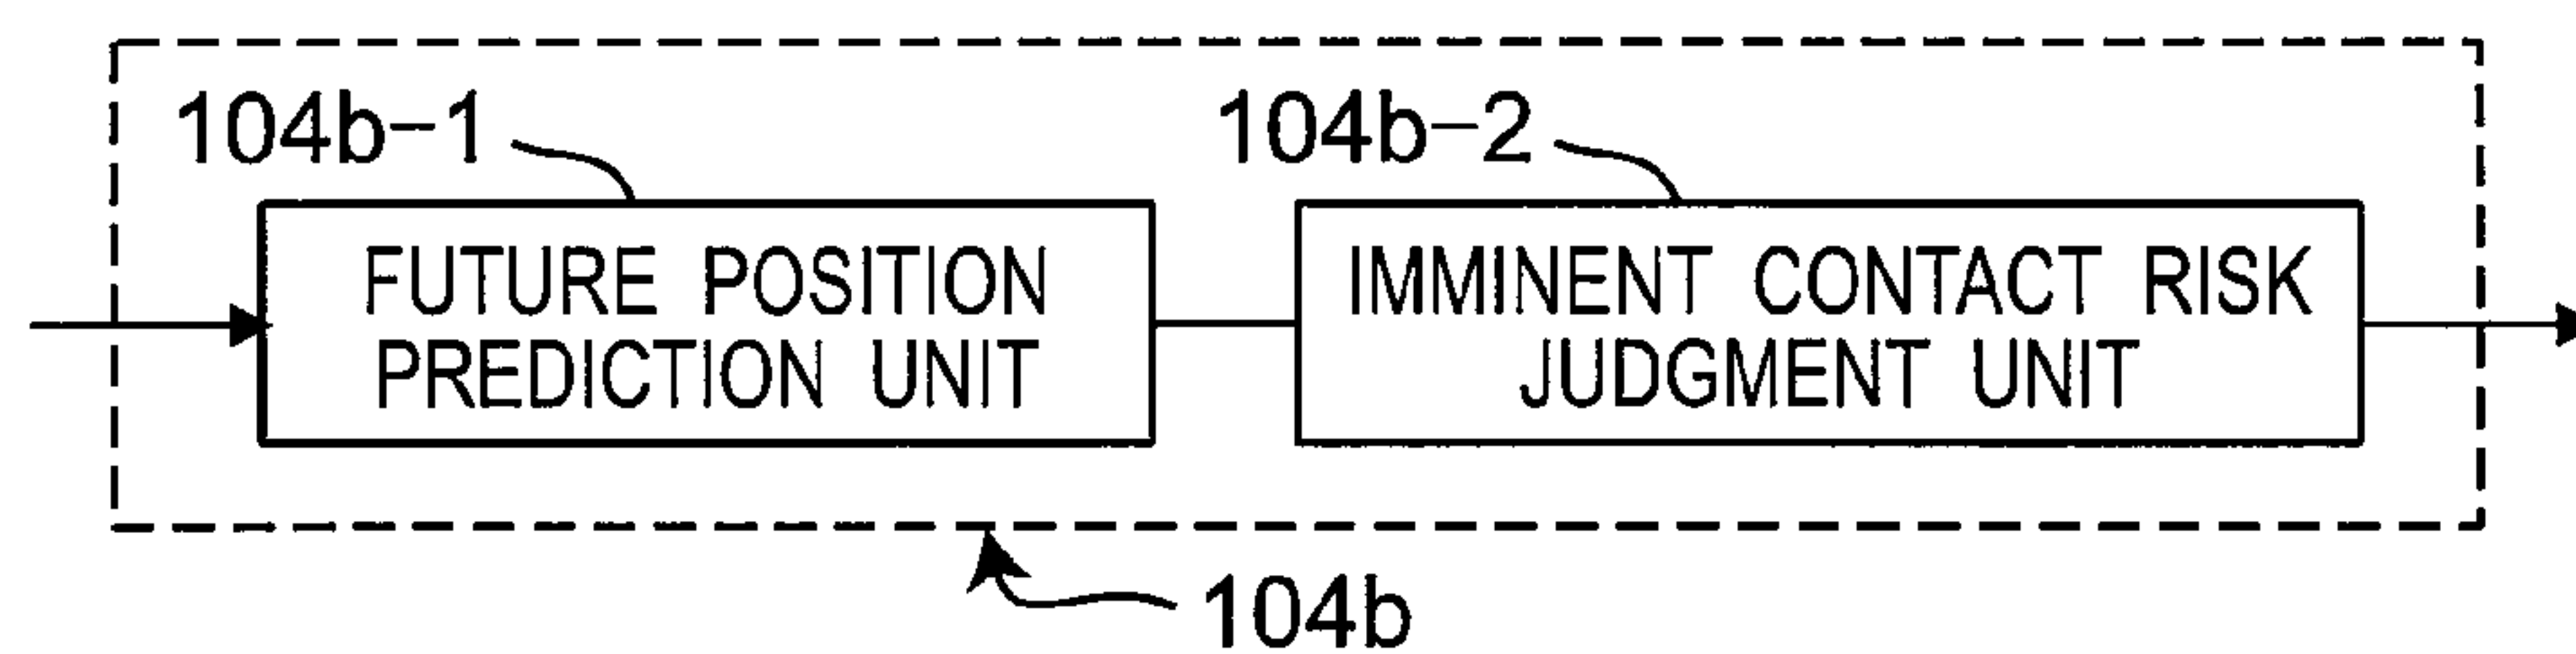 104b-1
104b-2
FUTURE POSITION
PREDICTION UNIT
IMMINENT CONTACT RISK
JUDGMENT UNIT
104b